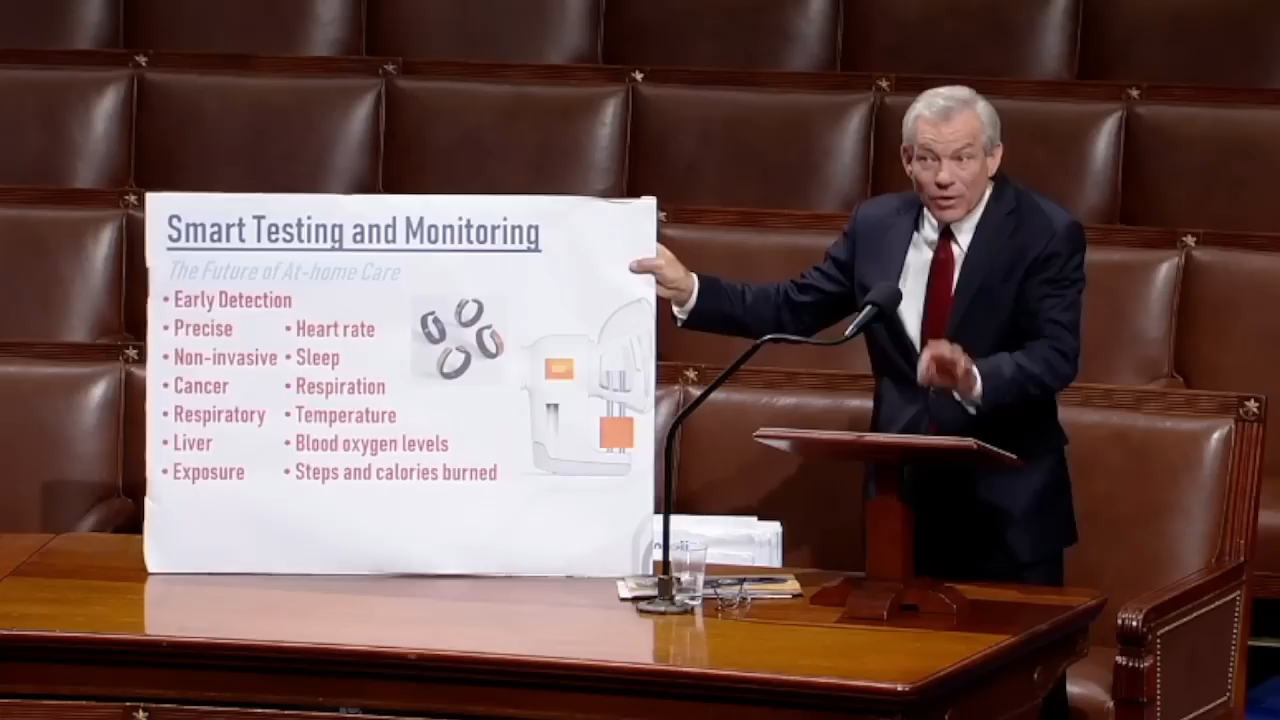 Smart Testing and Monitoring
The Future of At-home Care
• Early Detection
• Precise
• Non-invasive
• Cancer
• Respiratory
• Liver
• Exposure
• Heart rate
• Sleep
• Respiration
• Temperature
• Blood oxygen levels
• Steps and calories burned